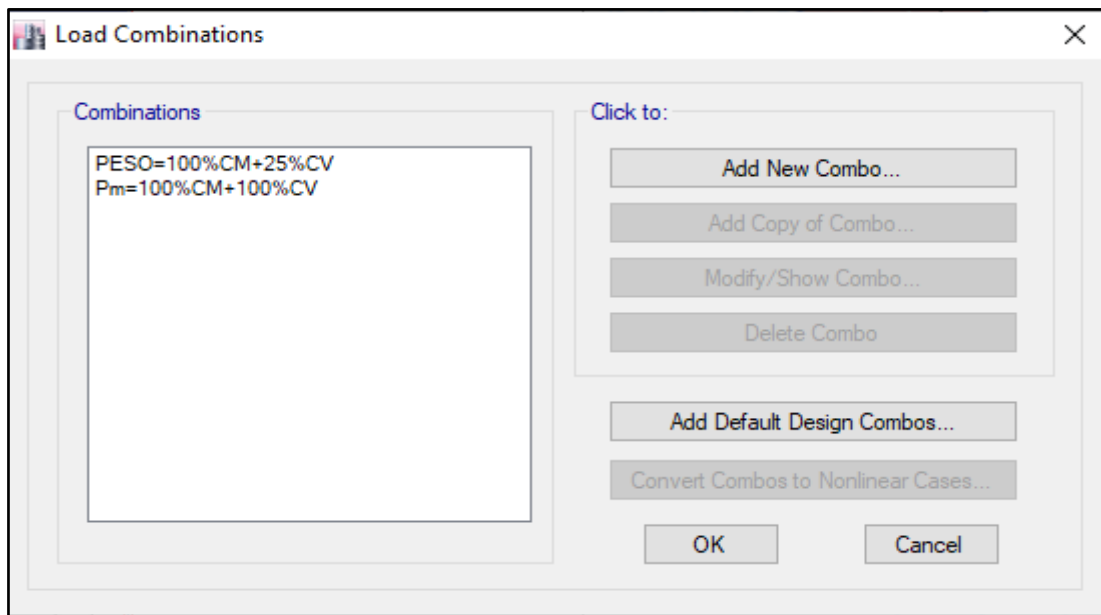 Load Combinations
Combinations
PESO=100%CM+25%CV
Pm=100%CM+100%CV
Click to:
Add New Combo...
Add Copy of Combo...
Modify/Show Combo...
Delete Combo
Add Default Design Combos...
Convert Combos to Nonlinear Cases...
OK
Cancel